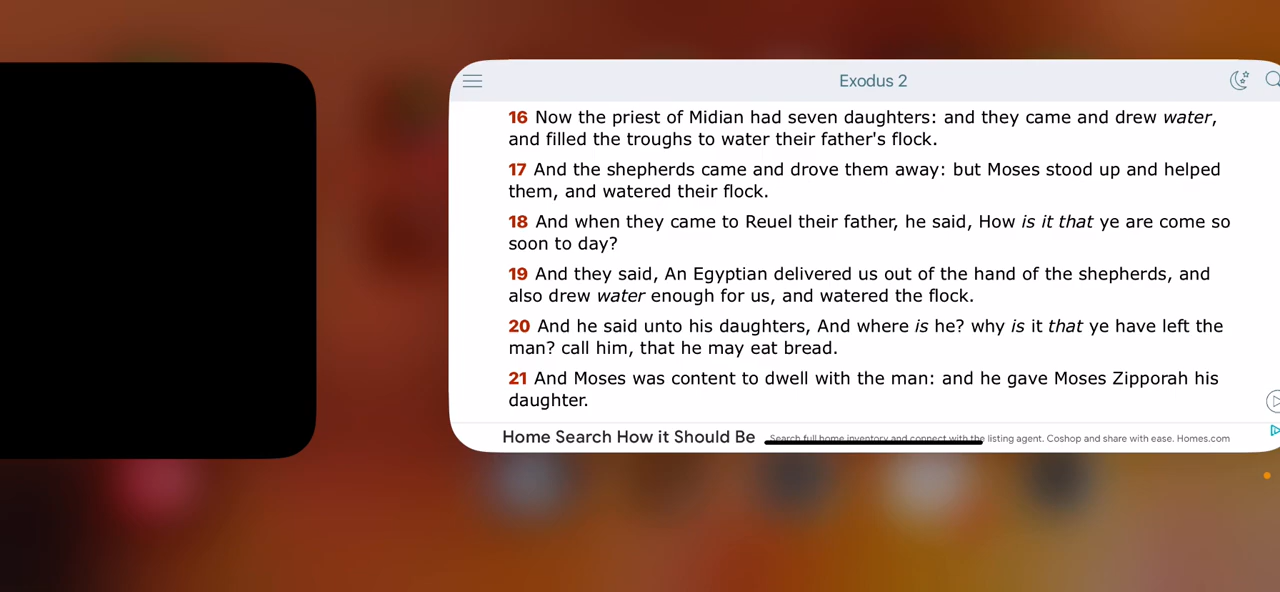 Exodus 2
16 Now the priest of Midian had seven daughters: and they came and drew water,
and filled the troughs to water their father's flock.
17 And the shepherds came and drove them away: but Moses stood up and helped
them, and watered their flock.
18 And when they came to Reuel their father, he said, How is it that ye are come so
soon to day?
19 And they said, An Egyptian delivered us out of the hand of the shepherds, and
also drew water enough for us, and watered the flock.
20 And he said unto his daughters, And where is he? why is it that ye have left the
man? call him, that he may eat bread.
21 And Moses was content to dwell with the man: and he gave Moses Zipporah his
daughter.
Home Search How it Should Be Search full home inventory and connect with the listing agent. Coshop and share with ease. Homes.com